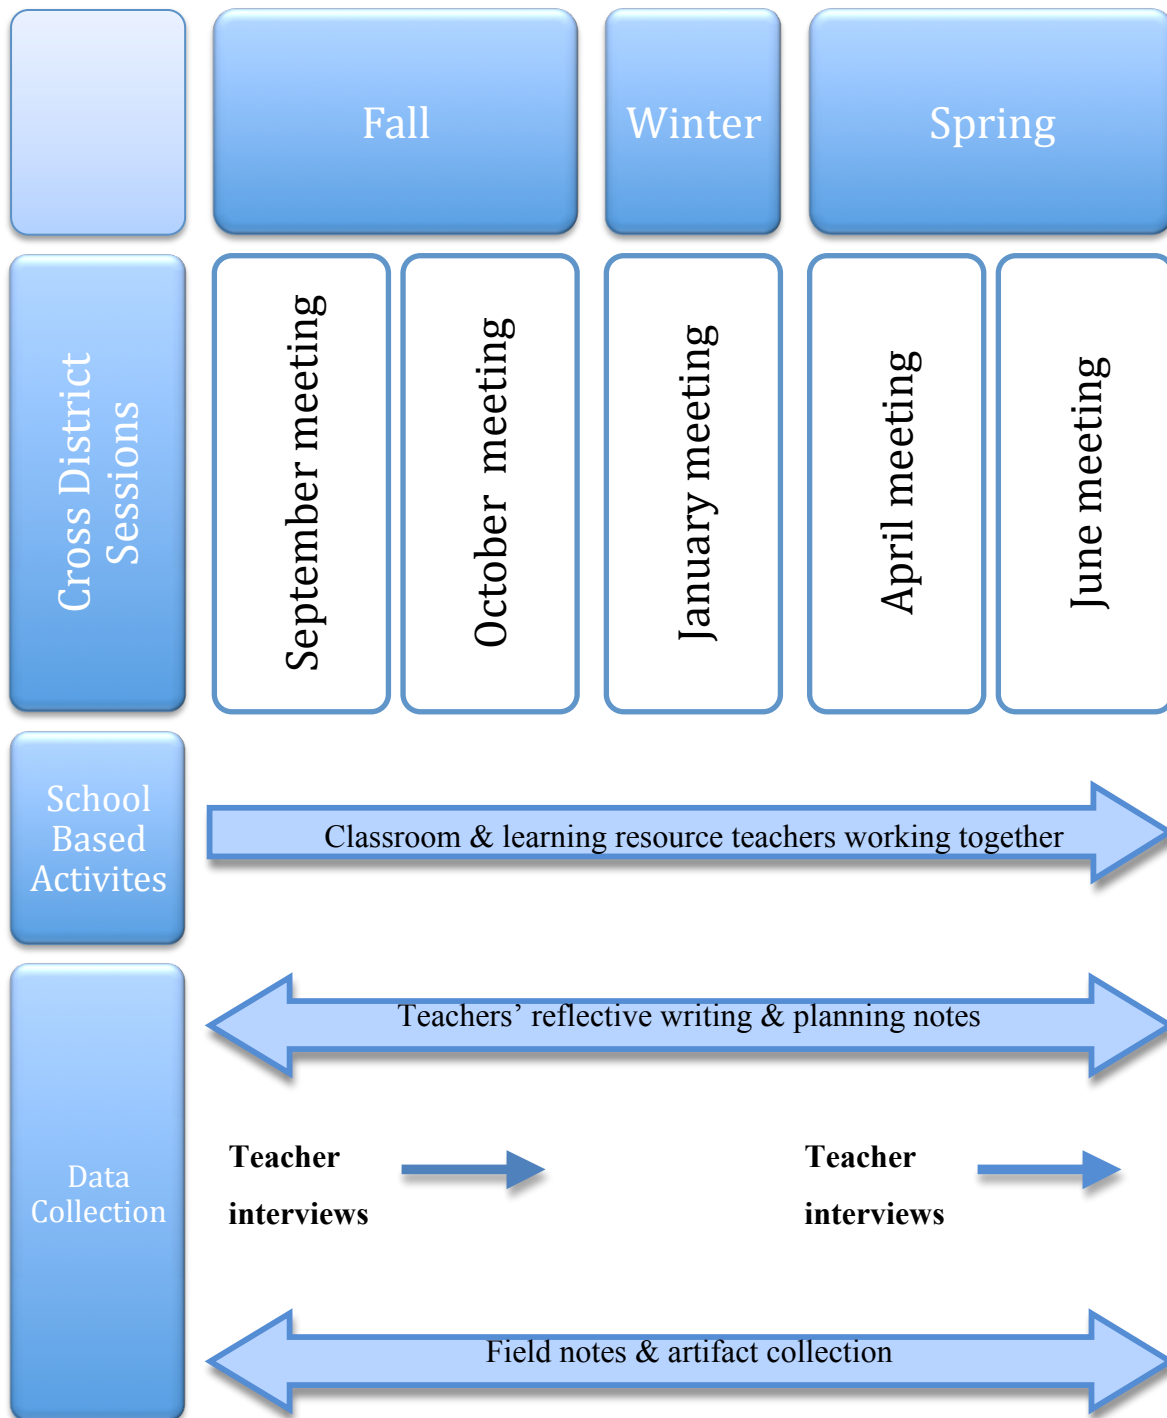 Fall
Winter
Spring
Cross District
Sessions
September meeting
October  meeting
January meeting
April meeting
June meeting
School
Based
Activites
Classroom & learning resource teachers working together
Data
Collection
Teachers’ reflective writing & planning notes
Teacher
interviews
Teacher
interviews
Field notes & artifact collection